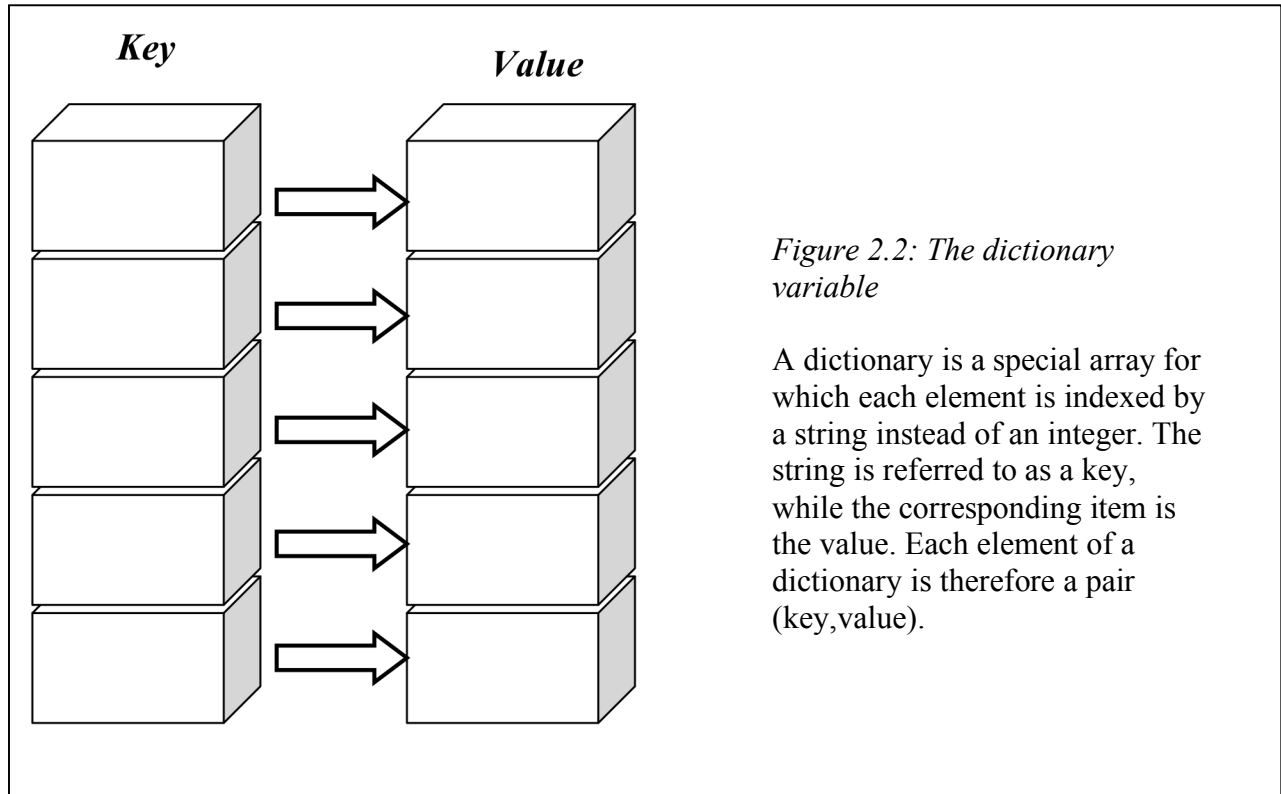 Key
Value
Figure 2.2: The dictionary
variable
A dictionary is a special array for
which each element is indexed by
a string instead of an integer. The
string is referred to as a key,
while the corresponding item is
the value. Each element of a
dictionary is therefore a pair
(key,value).